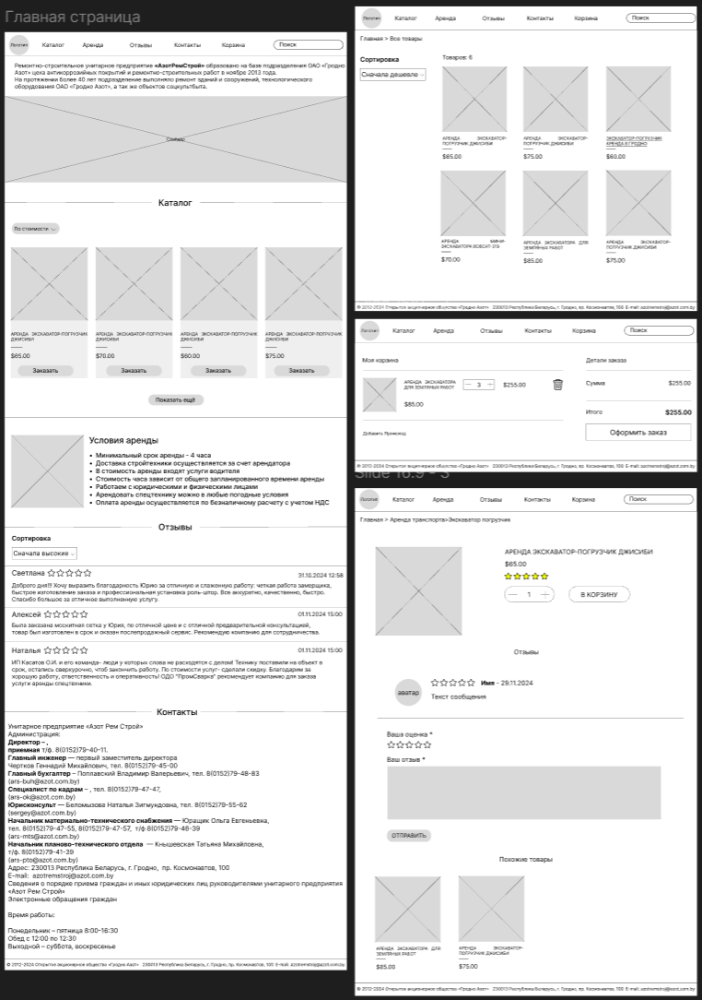 Главная страница
Логотип
Каталог
Аренда
Отзывы
Контакты
Корзина
Поиск
Ремонтно-строительное унитарное предприятие «АзотРемСтрой» образовано на базе подразделения ОАО «Гродно
Азот» цеха антикоррозийных покрытий и ремонтно-строительных работ в ноябре 2013 года.
На протяжении более 40 лет подразделение выполняло ремонт зданий и сооружений, технологического
оборудования ОАО «Гродно Азот», а так же объектов соцкультбыта.
Слайдер
Каталог
По стоимости
АРЕНДА ЭКСКАВАТОР-ПОГРУЗЧИК
ДЖИСИБИ
$65.00
Заказать
АРЕНДА ЭКСКАВАТОР-ПОГРУЗЧИК
ДЖИСИБИ
$70.00
Заказать
АРЕНДА ЭКСКАВАТОР-ПОГРУЗЧИК
ДЖИСИБИ
$60.00
Заказать
АРЕНДА ЭКСКАВАТОР-ПОГРУЗЧИК
ДЖИСИБИ
$75.00
Заказать
Показать ещё
Условия аренды
• Минимальный срок аренды - 4 часа
• Доставка стройтехники осуществляется за счет арендатора
• В стоимость аренды входят услуги водителя
• Стоимость часа зависит от общего запланированного времени аренды
• Работаем с юридическими и физическими лицами
• Арендовать спецтехнику можно в любые погодные условия
• Оплата аренды осуществляется по безналичному расчету с учетом НДС
Отзывы
Сортировка
Сначала высокие
Светлана
31.10.2024 12:58
Доброго дня!!! Хочу выразить благодарность Юрию за отличную и слаженную работу: четкая работа замерщика,
быстрое изготовление заказа и профессиональная установка роль-штор. Все аккуратно, качественно, быстро.
Спасибо большое за отличное выполненную услугу.
Алексей
01.11.2024 15:00
Была заказана москитная сетка у Юрия, по отличной цене и с отличной предварительной консультацией,
товар был изготовлен в срок и оказан послепродажный сервис. Рекомендую компанию для сотрудничества.
Наталья
01.11.2024 15:00
ИП Касатов О.И. и его команда- люди у которых слова не расходятся с делом! Технику поставили на объект в
срок, остались сверхурочно, чтоб закончить работу. По стоимости услуг- сделали скидку. Благодарим за
хорошую работу, ответственность и оперативность! ОДО "ПромСварка" рекомендует компанию для заказа
услуги аренды спецтехники.
Контакты
Унитарное предприятие «Азот Рем Строй»
Администрация:
Директор – ,
приемная т/ф. 8(0152)79-40-11.
Главный инженер — первый заместитель директора
Чертков Геннадий Михайлович, тел. 8(0152)79-45-00
Главный бухгалтер – Поплавский Владимир Валерьевич, тел. 8(0152)79-48-83
(ars-buh@azot.com.by)
Специалист по кадрам – , тел. 8(0152)79-47-47,
(ars-ok@azot.com.by)
Юрисконсульт — Беломызова Наталья Зигмундовна, тел. 8(0152)79-55-62
(sergey@azot.com.by)
Начальник материально-технического снабжения — Юращик Ольга Евгеньевна,
тел. 8(0152)79-47-55, 8(0152)79-47-57, т/ф 8(0152)79-46-39
(ars-mts@azot.com.by)
Начальник планово-технического отдела — Кнышевская Татьяна Михайловна,
т/ф. 8(0152)79-41-39
(ars-pto@azot.com.by)
Адрес: 230013 Республика Беларусь, г. Гродно, пр. Космонавтов, 100
E-mail: azotremstroj@azot.com.by
Сведения о порядке приема граждан и иных юридических лиц руководителями унитарного предприятия
«Азот Рем Строй»
Электронные обращения граждан
Время работы:
Понедельник – пятница 8:00-16:30
Обед с 12:00 по 12:30
Выходной – суббота, воскресенье
© 2012-2024 Открытое акционерное общество «Гродно Азот» 230013 Республика Беларусь, г. Гродно, пр. Космонавтов, 100 E-mail: azotremstroj@azot.com.by
Логотип
Каталог
Аренда
Отзывы
Контакты
Корзина
Поиск
Главная > Все товары
Сортировка
Сначала дешевле
Товаров: 6
АРЕНДА ЭКСКАВАТОР-
ПОГРУЗЧИК ДЖИСИБИ
$65.00
АРЕНДА ЭКСКАВАТОР-
ПОГРУЗЧИК ДЖИСИБИ
$75.00
ЭКСКАВАТОР-ПОГРУЗЧИК
АРЕНДА В ГРОДНО
$60.00
АРЕНДА МИНИ-
ЭКСКАВАТОРА BOBCAT-319
$70.00
АРЕНДА ЭКСКАВАТОРА ДЛЯ
ЗЕМЛЯНЫХ РАБОТ
$85.00
АРЕНДА ЭКСКАВАТОР-
ПОГРУЗЧИК ДЖИСИБИ
$75.00
© 2012-2024 Открытое акционерное общество «Гродно Азот» 230013 Республика Беларусь, г. Гродно, пр. Космонавтов, 100 E-mail: azotremstroj@azot.com.by
Логотип
Каталог
Аренда
Отзывы
Контакты
Корзина
Поиск
Моя корзина
АРЕНДА ЭКСКАВАТОРА
ДЛЯ ЗЕМЛЯНЫХ РАБОТ
$85.00
— 3 +
$255.00
Добавить Промокод
Детали заказа
Сумма $255.00
Итого $255.00
Оформить заказ
© 2012-2024 Открытое акционерное общество «Гродно Азот» 230013 Республика Беларусь, г. Гродно, пр. Космонавтов, 100 E-mail: azotremstroj@azot.com.by
Slide 16:9 - 3
Логотип
Каталог
Аренда
Отзывы
Контакты
Корзина
Поиск
Главная > Аренда транспорта>Экскаватор погрузчик
АРЕНДА ЭКСКАВАТОР-ПОГРУЗЧИК ДЖИСИБИ
$65.00
— 1 +
В КОРЗИНУ
Отзывы
аватар
Имя - 29.11.2024
Текст сообщения
Ваша оценка *
Ваш отзыв *
ОТПРАВИТЬ
Похожие товары
АРЕНДА ЭКСКАВАТОРА ДЛЯ
ЗЕМЛЯНЫХ РАБОТ
$85.00
АРЕНДА ЭКСКАВАТОР-
ПОГРУЗЧИК ДЖИСИБИ
$75.00
© 2012-2024 Открытое акционерное общество «Гродно Азот» 230013 Республика Беларусь, г. Гродно, пр. Космонавтов, 100 E-mail: azotremstroj@azot.com.by